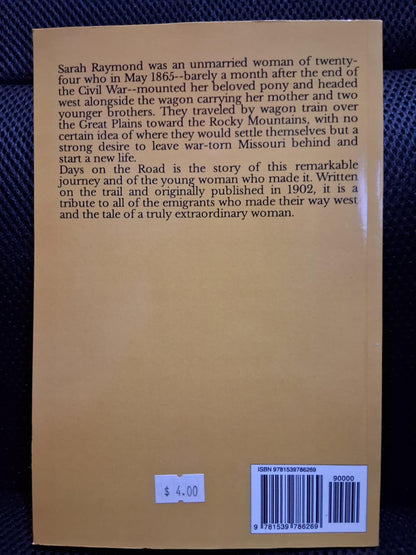 Sarah Raymond was an unmarried woman of twenty-
four who in May 1865--barely a month after the end of
the Civil War--mounted her beloved pony and headed
west alongside the wagon carrying her mother and two
younger brothers. They traveled by wagon train over
the Great Plains toward the Rocky Mountains, with no
certain idea of where they would settle themselves but a
strong desire to leave war-torn Missouri behind and
start a new life.
Days on the Road is the story of this remarkable
journey and of the young woman who made it. Written
on the trail and originally published in 1902, it is a
tribute to all of the emigrants who made their way west
and the tale of a truly extraordinary woman.
ISBN 9781539786269
90000
$ 4.00
9 781539 786269